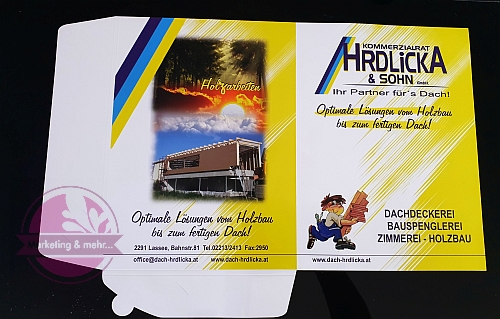 Holzarbeiten
Optimale Lösungen vom Holzbau
bis zum fertigen Dach!
2291 Lassee, Bahnstr.81 Tel.02213/2413 Fax:2950
office@dach-hrdlicka.at www.dach-hrdlicka.at
KOMMERZIALRAT
HRDLiCKA
& SOHN GmbH
Ihr Partner für´s Dach!
Optimale Lösungen vom Holzbau
bis zum fertigen Dach!
DACHDECKEREI
BAUSPENGLEREI
ZIMMEREI - HOLZBAU
www.dach-hrdlicka.at
arketing & mehr...